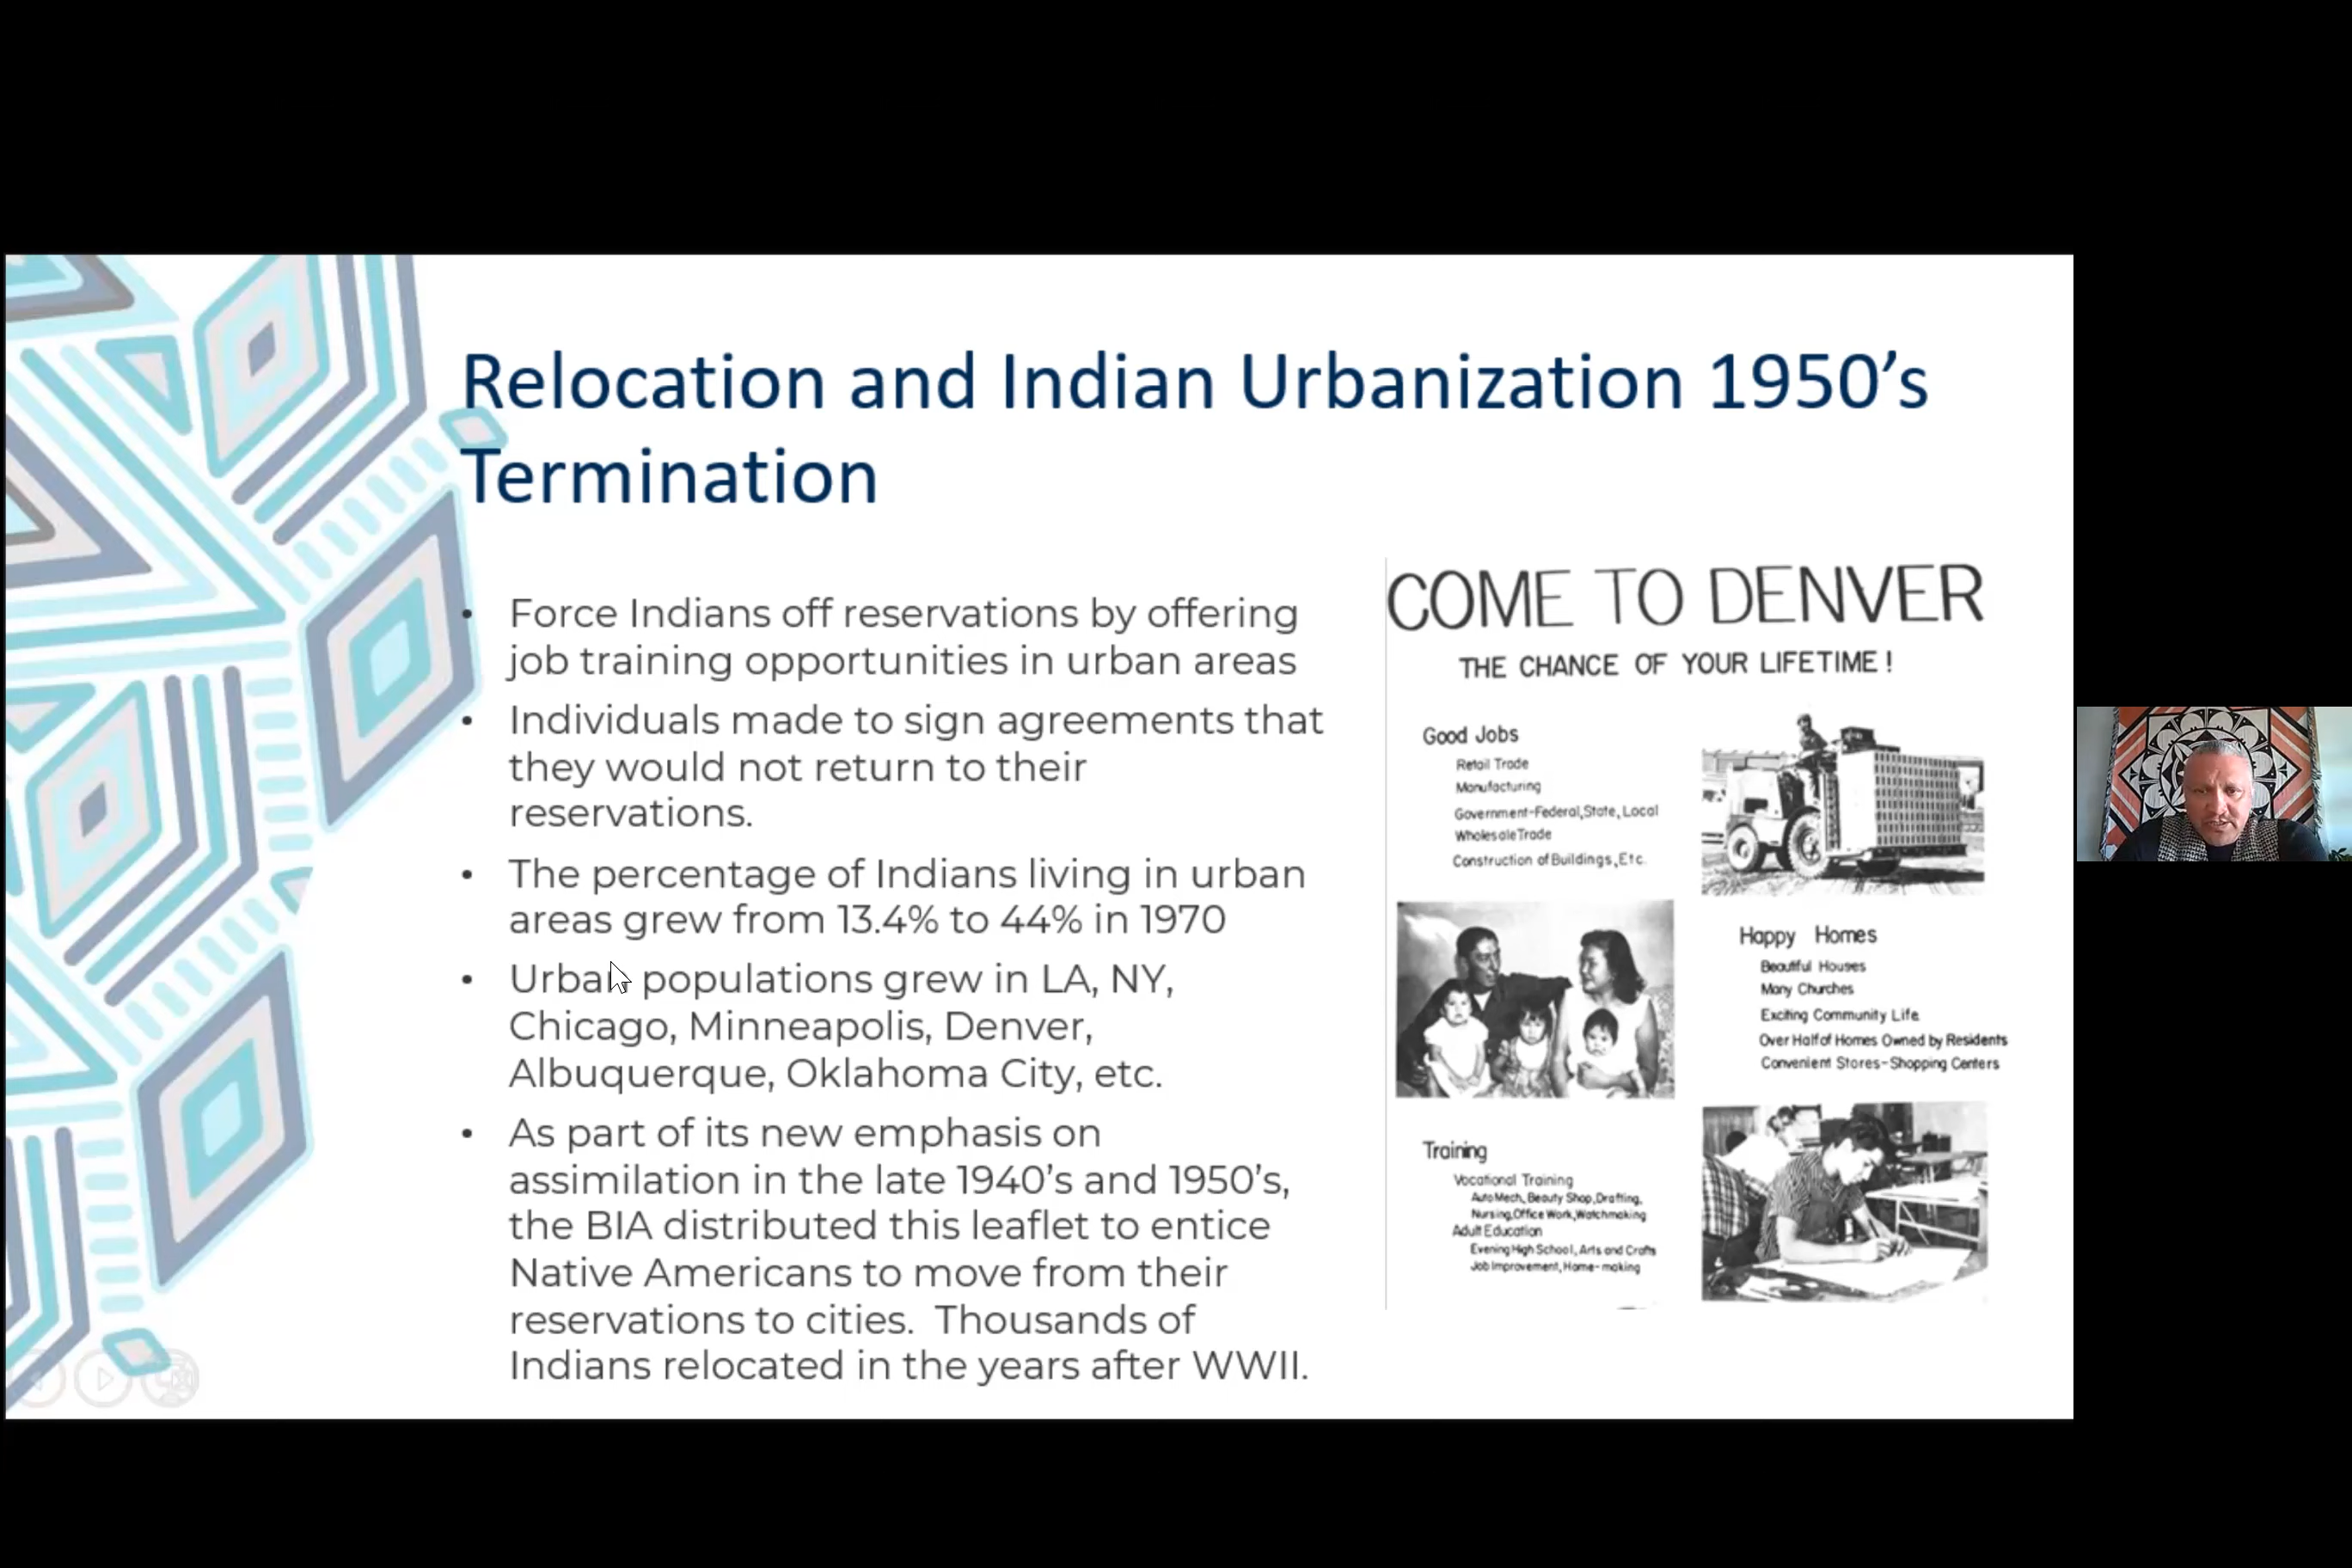 Relocation and Indian Urbanization 1950’s
Termination
• Force Indians off reservations by offering
job training opportunities in urban areas
• Individuals made to sign agreements that
they would not return to their
reservations.
• The percentage of Indians living in urban
areas grew from 13.4% to 44% in 1970
• Urban populations grew in LA, NY,
Chicago, Minneapolis, Denver,
Albuquerque, Oklahoma City, etc.
• As part of its new emphasis on
assimilation in the late 1940’s and 1950’s,
the BIA distributed this leaflet to entice
Native Americans to move from their
reservations to cities.  Thousands of
Indians relocated in the years after WWII.
COME TO DENVER
THE CHANCE OF YOUR LIFETIME!
Good Jobs
Retail Trade
Manufacturing
Government-Federal, State, Local
Wholesale Trade
Construction of Buildings, Etc.
Happy Homes
Beautiful Houses
Many Churches
Exciting Community Life
Over Half of Homes Owned by Residents
Convenient Stores-Shopping Centers
Training
Vocational Training
Auto Mech, Beauty Shop, Drafting,
Nursing, Office Work, Watchmaking
Adult Education
Evening High School, Arts and Crafts
Job Improvement, Home-making